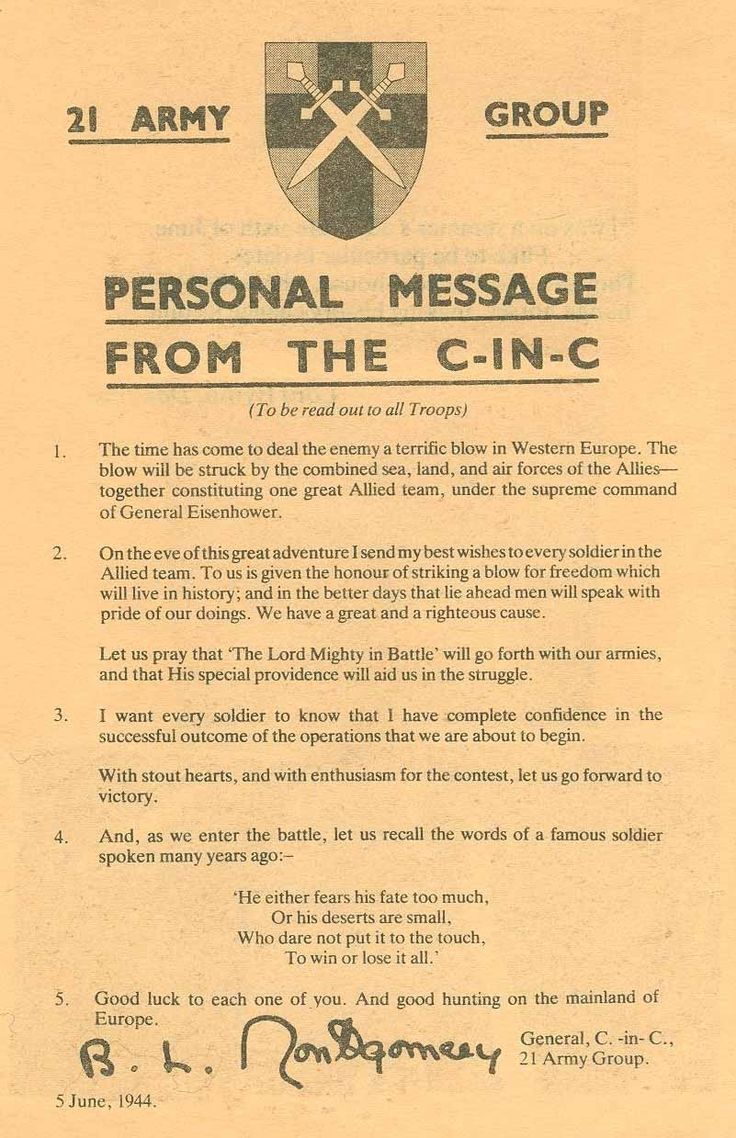 21 ARMY GROUP
PERSONAL MESSAGE
FROM THE C-IN-C
(To be read out to all Troops)
1. The time has come to deal the enemy a terrific blow in Western Europe. The
blow will be struck by the combined sea, land, and air forces of the Allies—
together constituting one great Allied team, under the supreme command
of General Eisenhower.
2. On the eve of this great adventure I send my best wishes to every soldier in the
Allied team. To us is given the honour of striking a blow for freedom which
will live in history; and in the better days that lie ahead men will speak with
pride of our doings. We have a great and a righteous cause.
Let us pray that ‘The Lord Mighty in Battle’ will go forth with our armies,
and that His special providence will aid us in the struggle.
3. I want every soldier to know that I have complete confidence in the
successful outcome of the operations that we are about to begin.
With stout hearts, and with enthusiasm for the contest, let us go forward to
victory.
4. And, as we enter the battle, let us recall the words of a famous soldier
spoken many years ago:–
‘He either fears his fate too much,
Or his deserts are small,
Who dare not put it to the touch,
To win or lose it all.’
5. Good luck to each one of you. And good hunting on the mainland of
Europe.
B. L. Montgomery
General, C. -in- C.,
21 Army Group.
5 June, 1944.